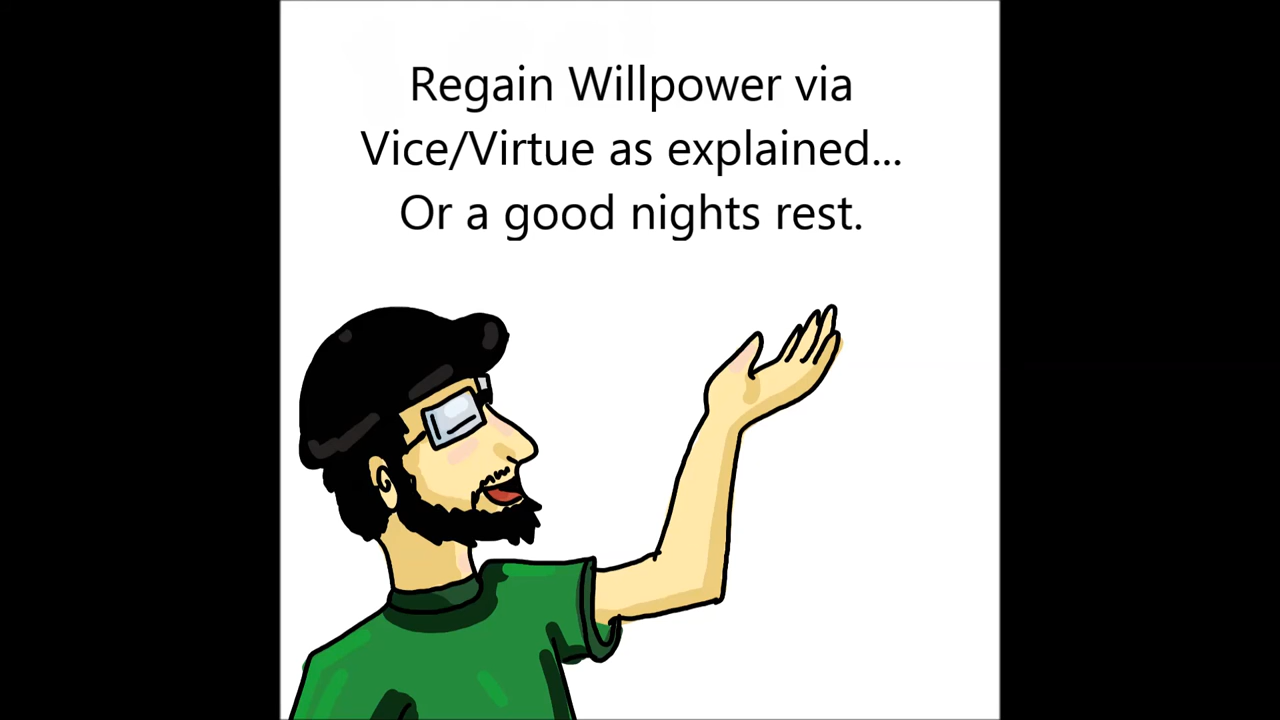 Regain Willpower via
Vice/Virtue as explained...
Or a good nights rest.